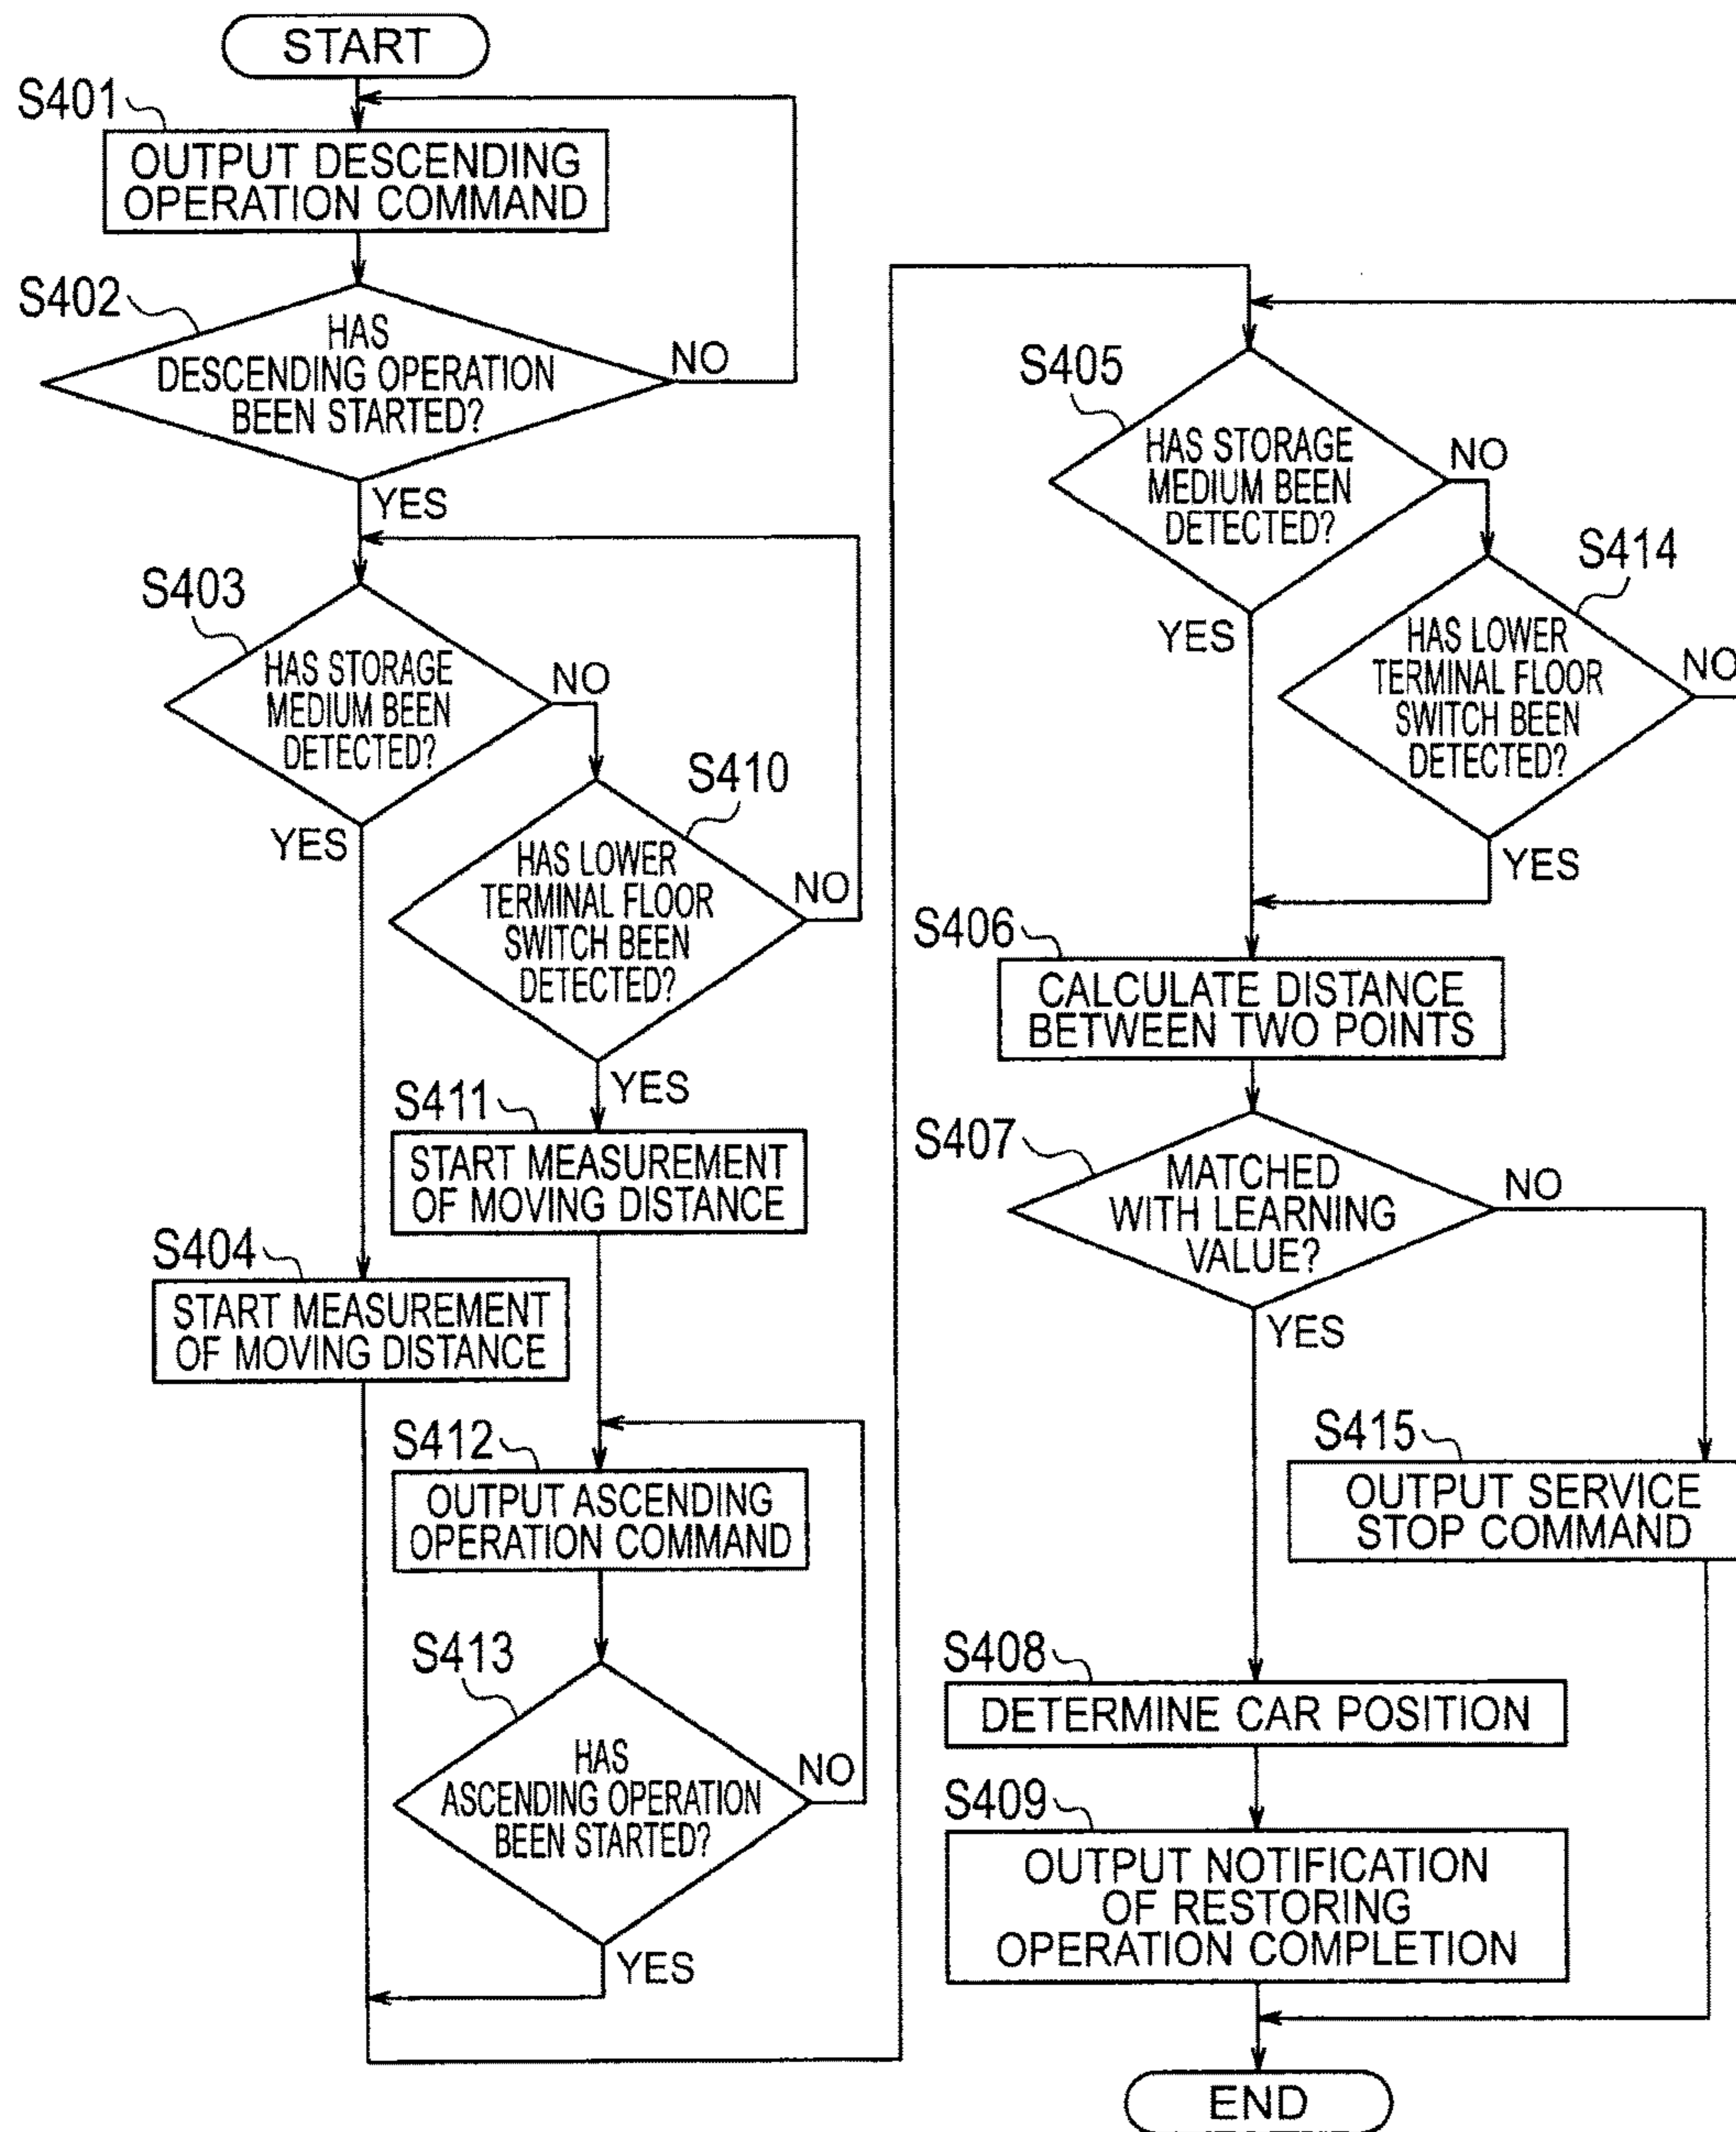 START
S401
OUTPUT DESCENDING
OPERATION COMMAND
S402
HAS
DESCENDING OPERATION
BEEN STARTED?
NO
YES
S403
HAS STORAGE
MEDIUM BEEN
DETECTED?
NO
YES
S410
HAS LOWER
TERMINAL FLOOR
SWITCH BEEN
DETECTED?
NO
YES
S411
START MEASUREMENT
OF MOVING DISTANCE
S404
START MEASUREMENT
OF MOVING DISTANCE
S412
OUTPUT ASCENDING
OPERATION COMMAND
S413
HAS
ASCENDING OPERATION
BEEN STARTED?
NO
YES
S405
HAS STORAGE
MEDIUM BEEN
DETECTED?
NO
YES
S414
HAS LOWER
TERMINAL FLOOR
SWITCH BEEN
DETECTED?
NO
YES
S406
CALCULATE DISTANCE
BETWEEN TWO POINTS
S407
MATCHED
WITH LEARNING
VALUE?
NO
YES
S415
OUTPUT SERVICE
STOP COMMAND
S408
DETERMINE CAR POSITION
S409
OUTPUT NOTIFICATION
OF RESTORING
OPERATION COMPLETION
END